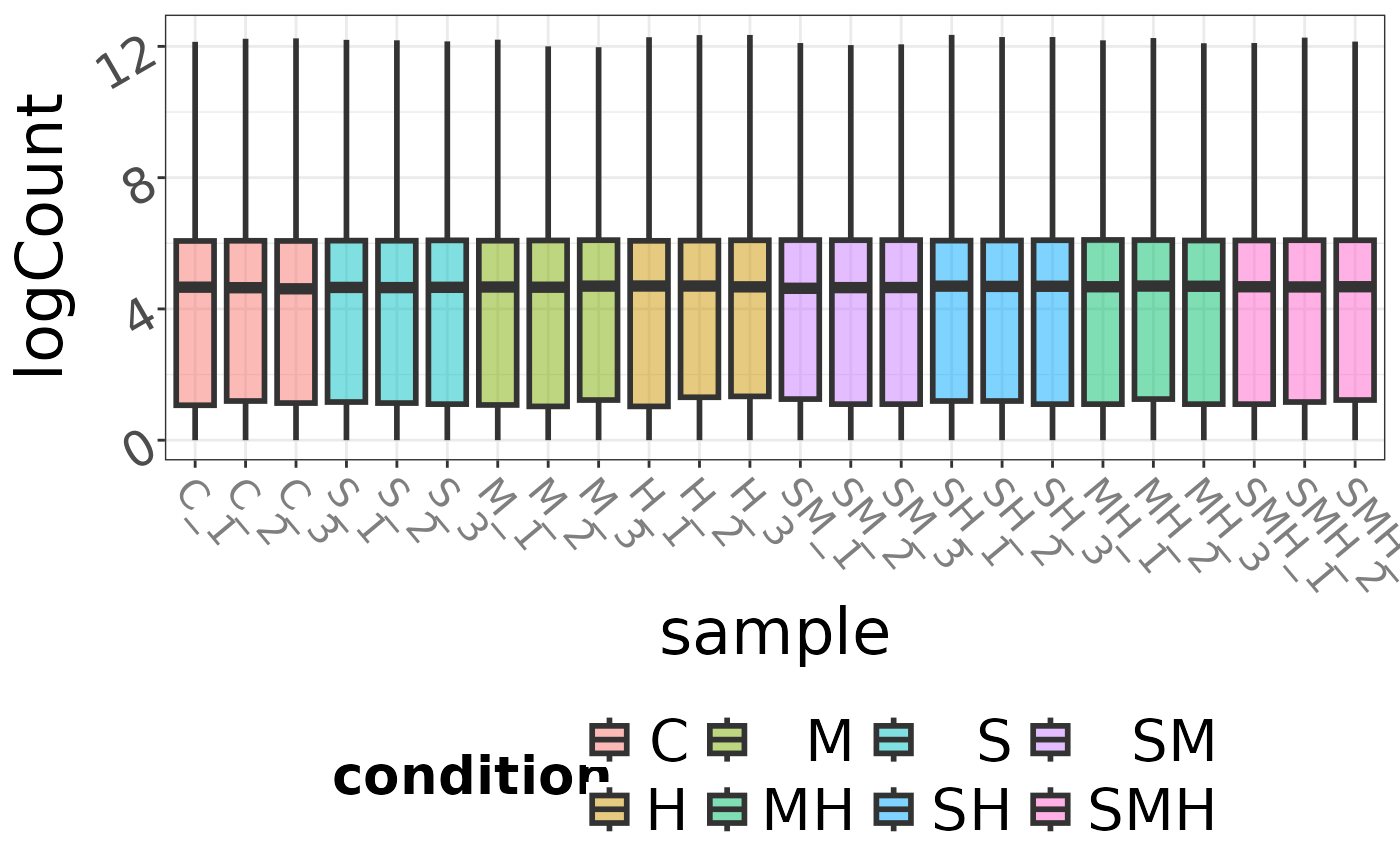 logCount
12
8
4
0
C_1 C_2 C_3 S_1 S_2 S_3 M_1 M_2 M_3 H_1 H_2 H_3 SM_1 SM_2 SM_3 SH_1 SH_2 SH_3 MH_1 MH_2 MH_3 SMH_1 SMH_2 SMH
sample
condition
C M S SM
H MH SH SMH